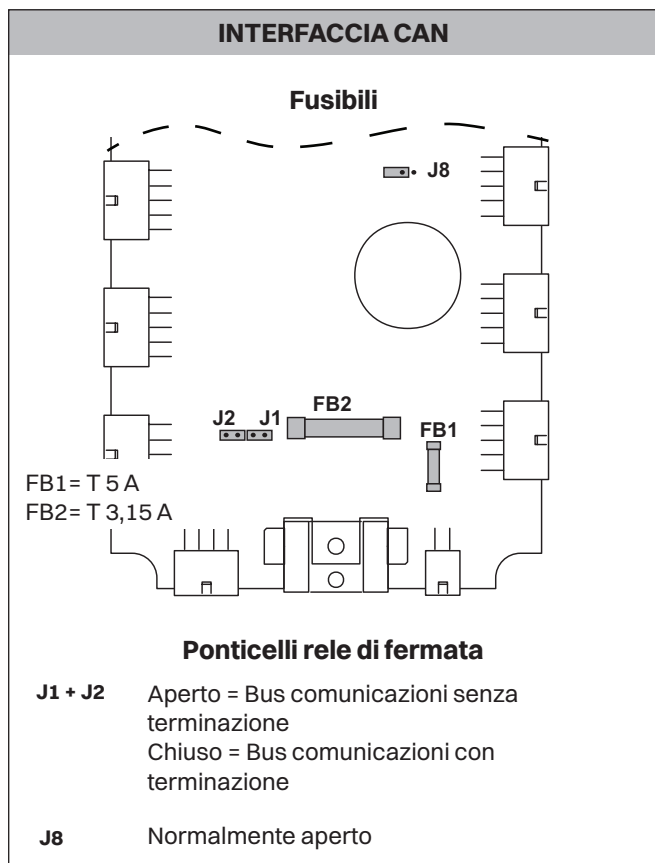 INTERFACCIA CAN
Fusibili
J8
J2 J1 FB2
FB1
FB1= T 5 A
FB2= T 3,15 A
Ponticelli rele di fermata
J1 + J2 Aperto = Bus comunicazioni senza
terminazione
Chiuso = Bus comunicazioni con
terminazione
J8 Normalmente aperto